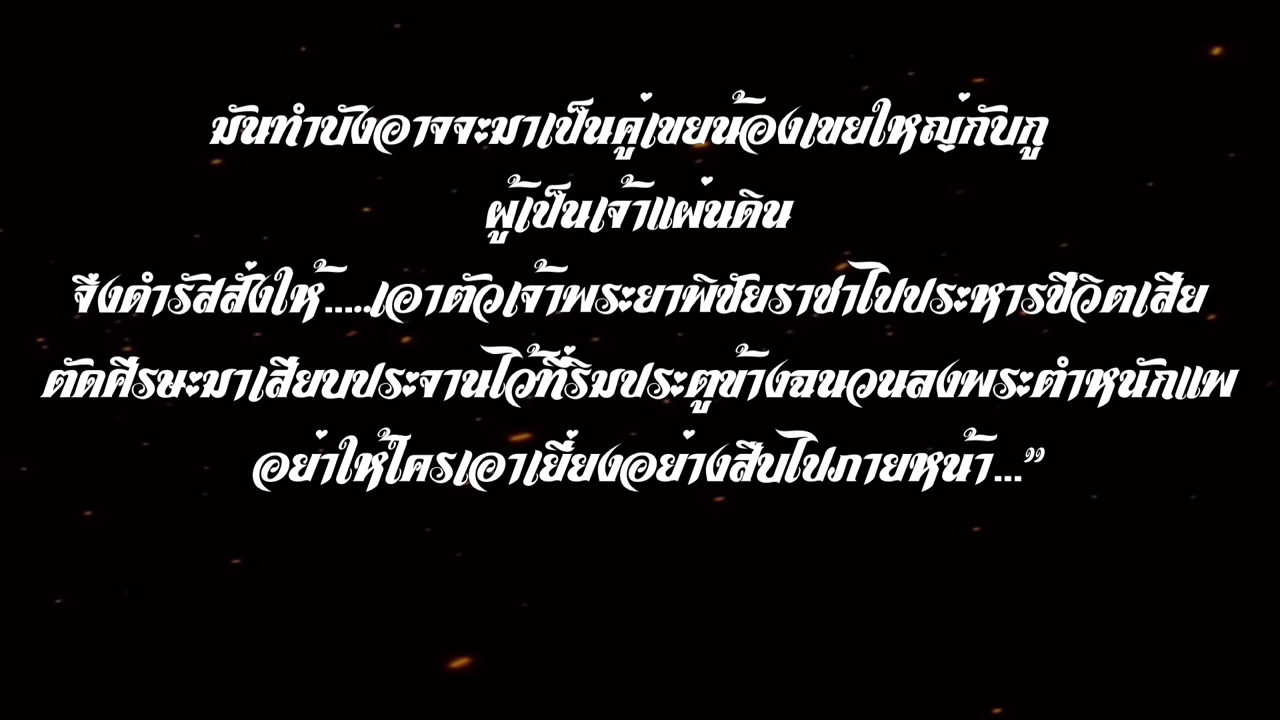 มันทำบังอาจจะมาเป็นคู่เขยน้องเขยใหญ่กับกู
ผู้เป็นเจ้าแผ่นดิน
จึงดำรัสสั่งให้.....เอาตัวเจ้าพระยาพิชัยราชาไปประหารชีวิตเสีย
ตัดศีรษะมาเสียบประจานไว้ที่ริมประตูข้างฉนวนลงพระตำหนักแพ
อย่าให้ใครเอาเยี่ยงอย่างสืบไปภายหน้า...”